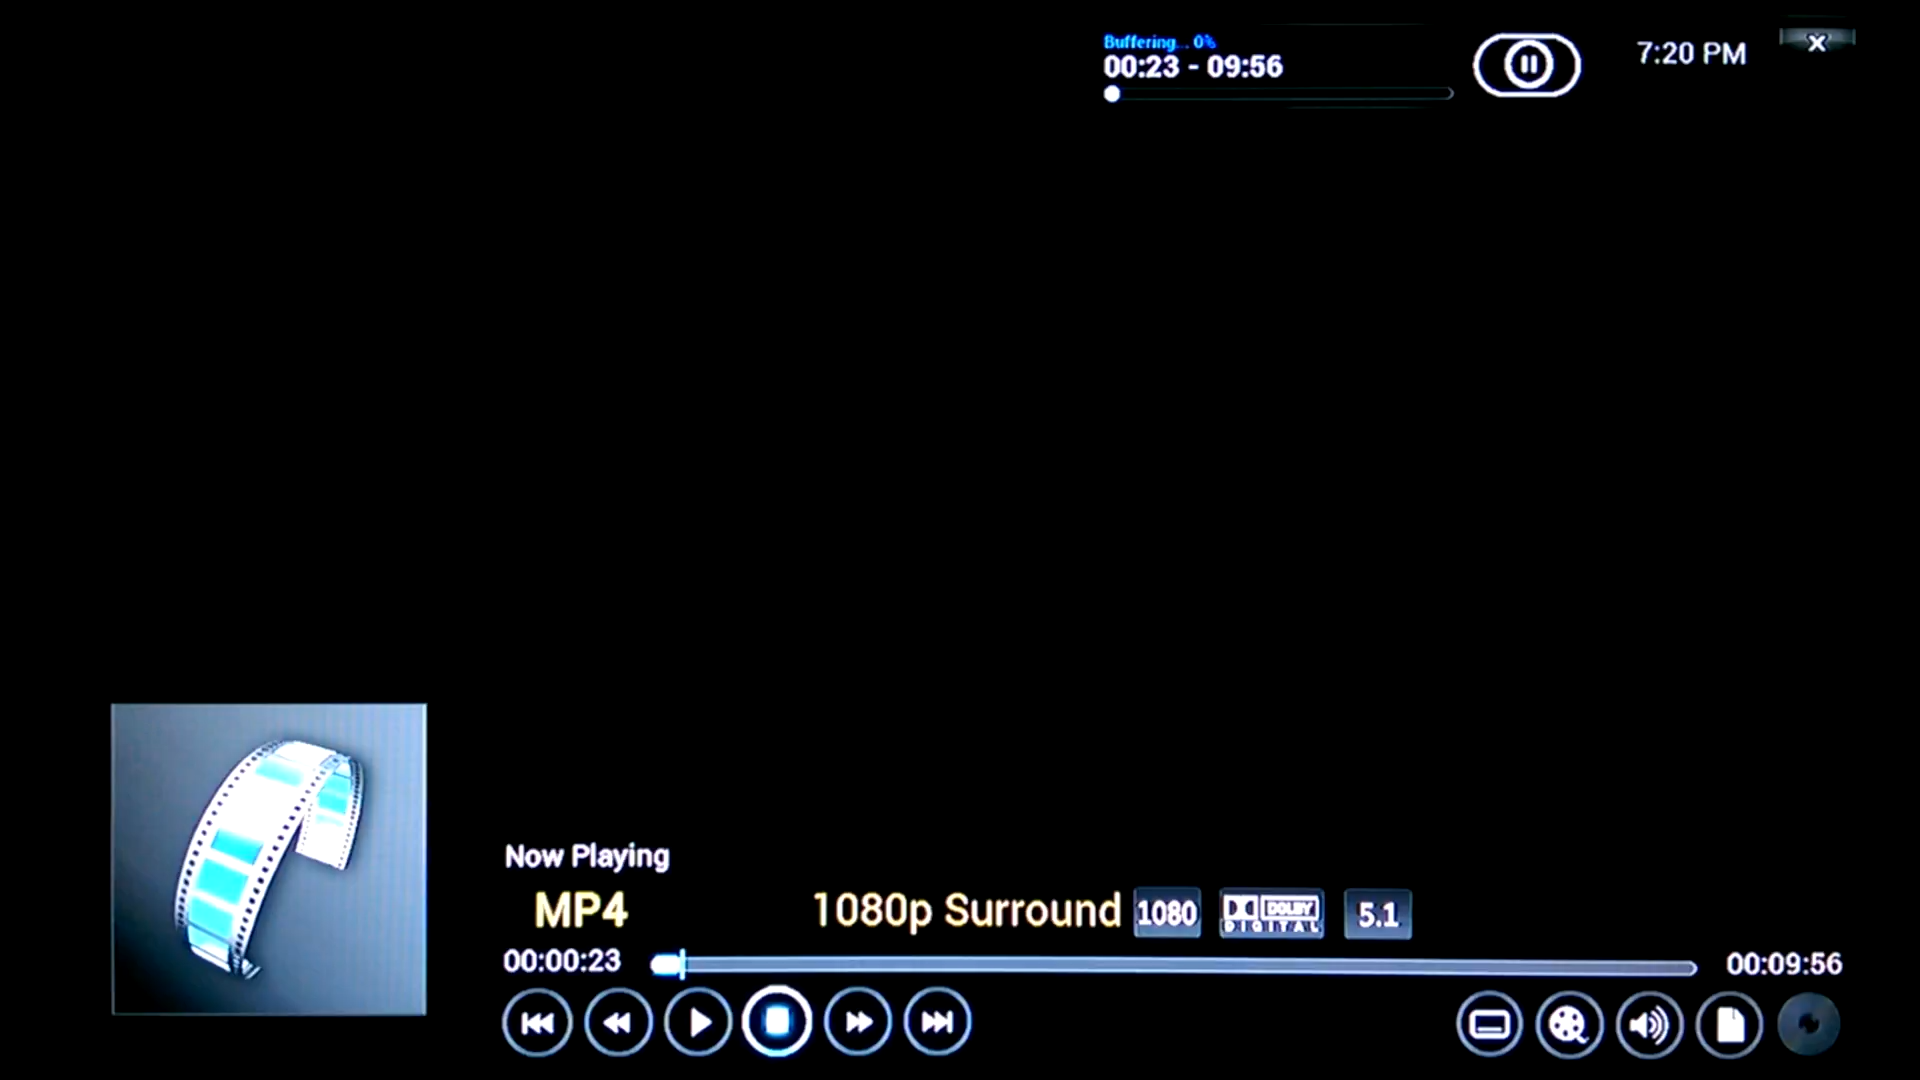 Buffering... 0%
00:23 - 09:56
7:20 PM
Now Playing
MP4 1080p Surround 1080 DOLBY DIGITAL 5.1
00:00:23 00:09:56